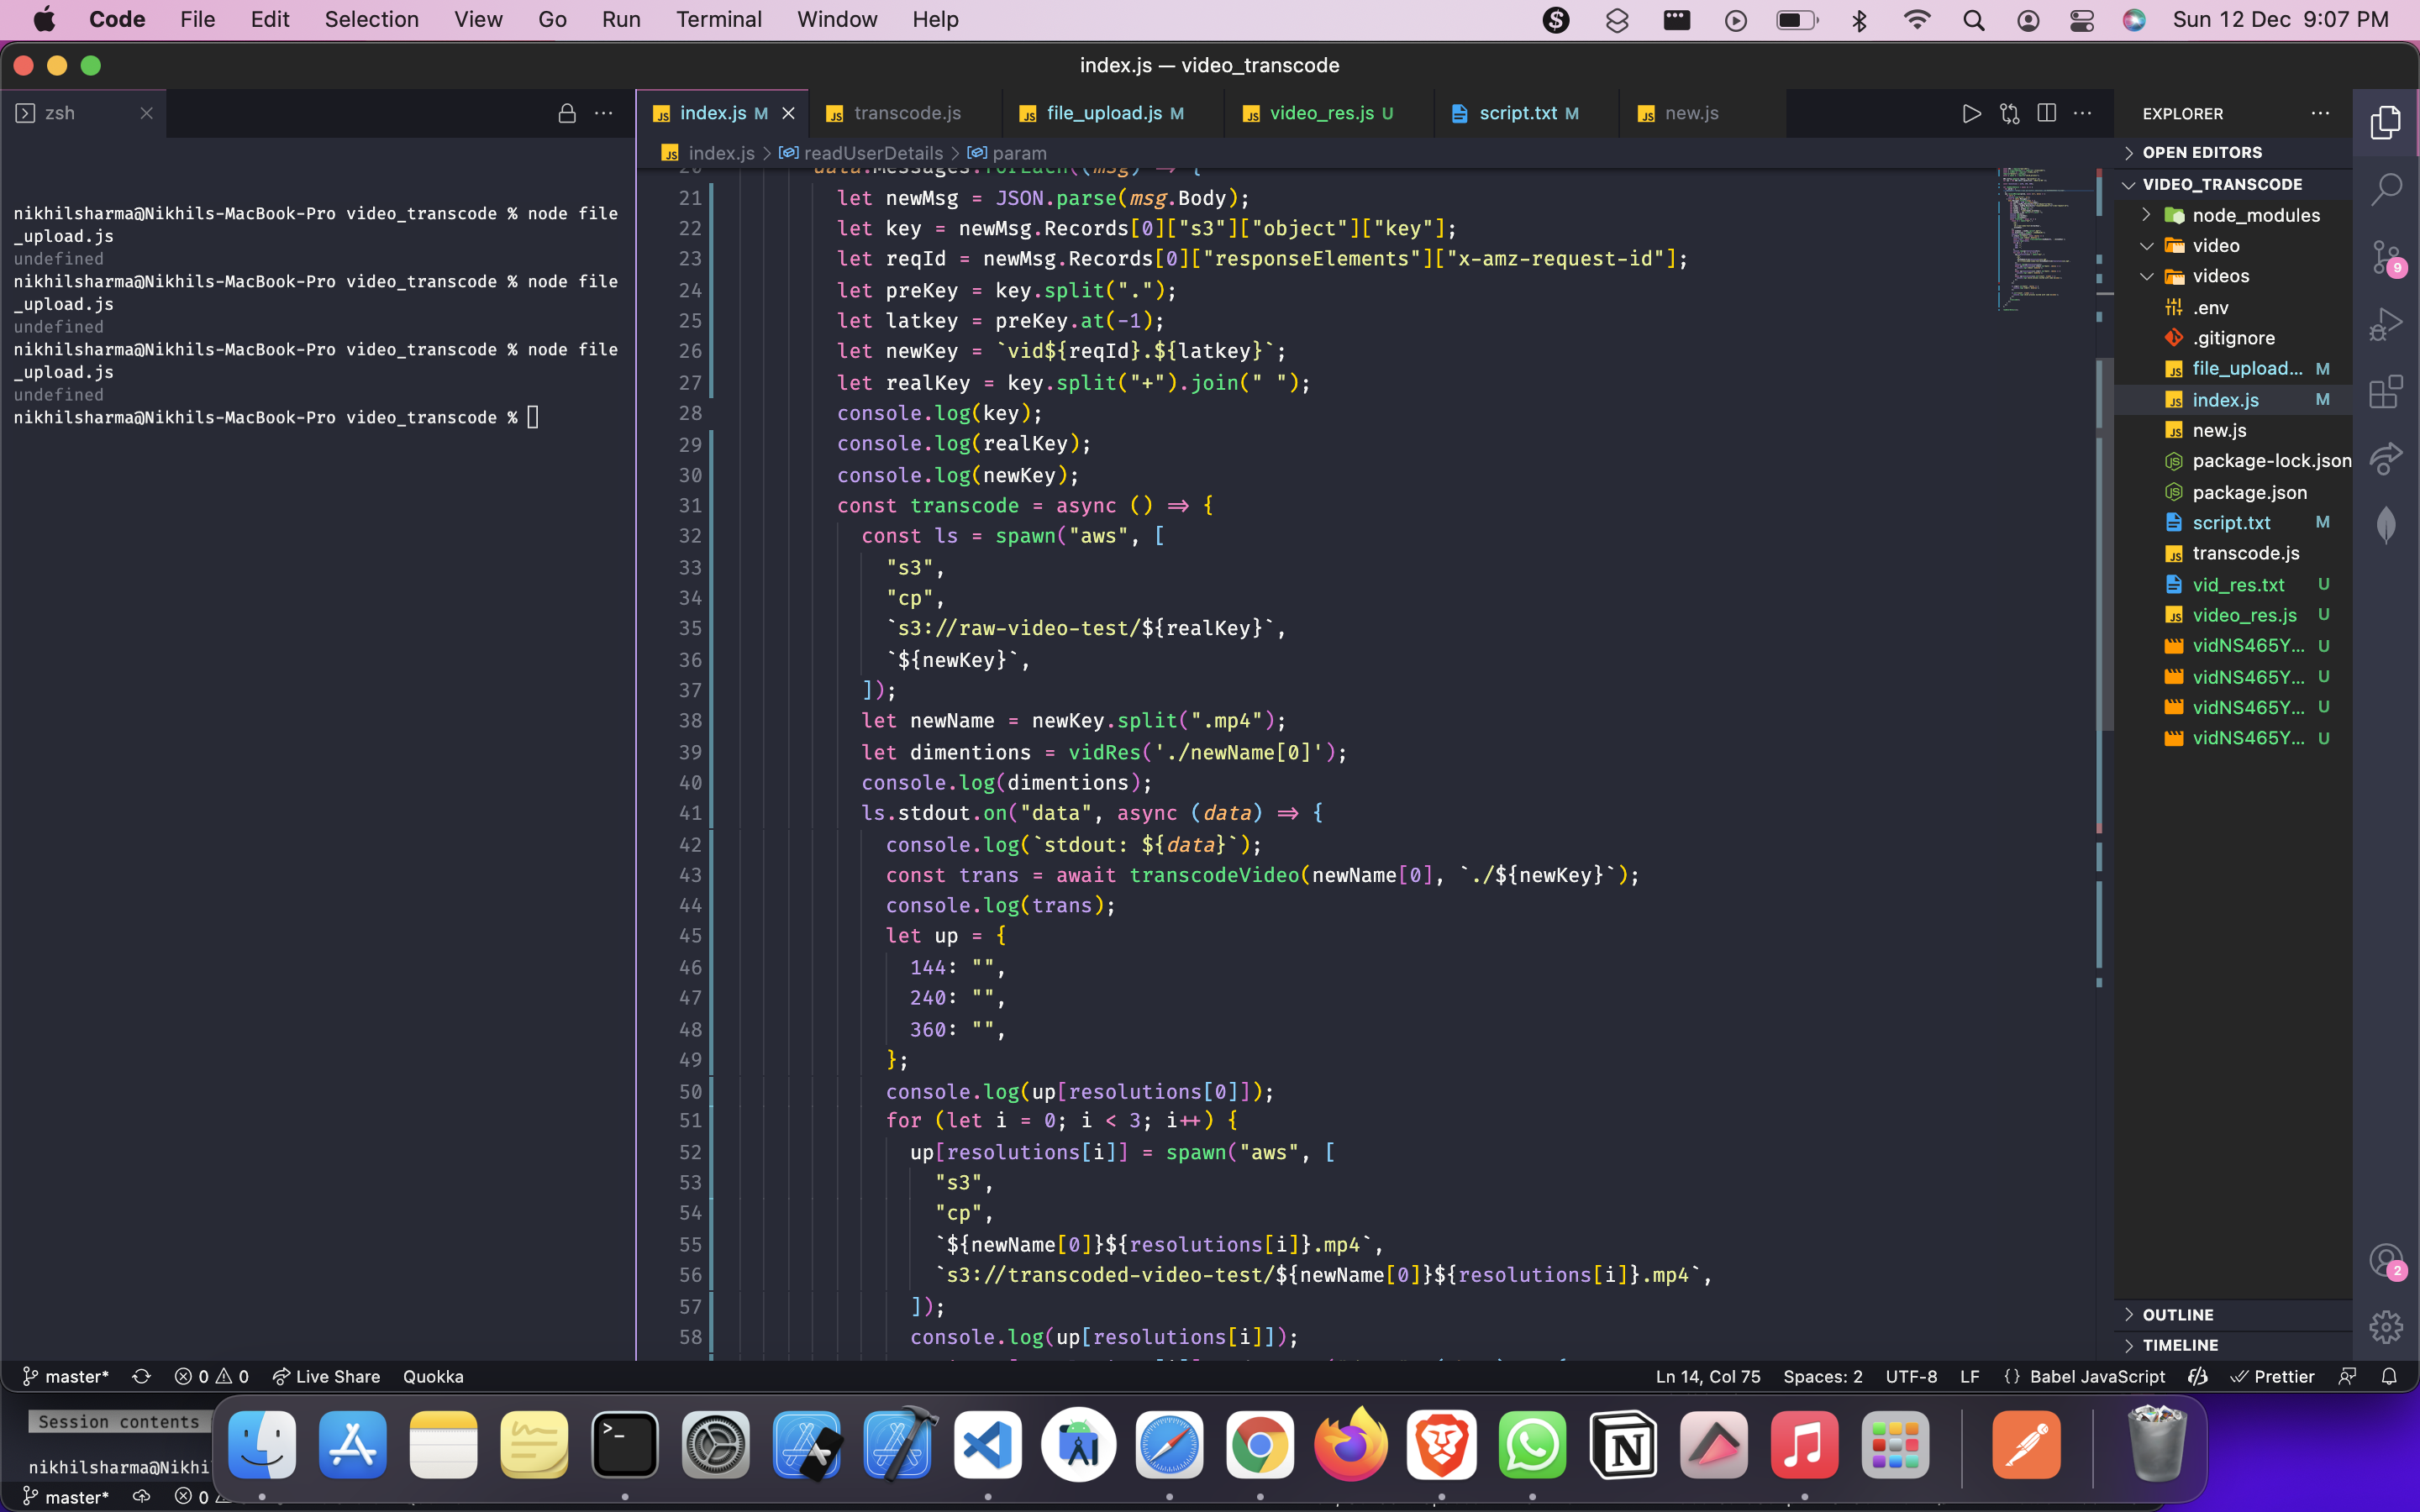 Code File Edit Selection View Go Run Terminal Window Help Sun 12 Dec 9:07 PM
index.js — video_transcode
zsh
nikhilsharma@Nikhils-MacBook-Pro video_transcode % node file
_upload.js
undefined
nikhilsharma@Nikhils-MacBook-Pro video_transcode % node file
_upload.js
undefined
nikhilsharma@Nikhils-MacBook-Pro video_transcode % node file
_upload.js
undefined
nikhilsharma@Nikhils-MacBook-Pro video_transcode %
index.js M transcode.js file_upload.js M video_res.js U script.txt M new.js
index.js > readUserDetails > param
20 data.Messages.forEach((msg) => {
21 let newMsg = JSON.parse(msg.Body);
22 let key = newMsg.Records[0]["s3"]["object"]["key"];
23 let reqId = newMsg.Records[0]["responseElements"]["x-amz-request-id"];
24 let preKey = key.split(".");
25 let latkey = preKey.at(-1);
26 let newKey = `vid${reqId}.${latkey}`;
27 let realKey = key.split("+").join(" ");
28 console.log(key);
29 console.log(realKey);
30 console.log(newKey);
31 const transcode = async () => {
32 const ls = spawn("aws", [
33 "s3",
34 "cp",
35 `s3://raw-video-test/${realKey}`,
36 `${newKey}`,
37 ]);
38 let newName = newKey.split(".mp4");
39 let dimentions = vidRes('./newName[0]');
40 console.log(dimentions);
41 ls.stdout.on("data", async (data) => {
42 console.log(`stdout: ${data}`);
43 const trans = await transcodeVideo(newName[0], `./${newKey}`);
44 console.log(trans);
45 let up = {
46 144: "",
47 240: "",
48 360: "",
49 };
50 console.log(up[resolutions[0]]);
51 for (let i = 0; i < 3; i++) {
52 up[resolutions[i]] = spawn("aws", [
53 "s3",
54 "cp",
55 `${newName[0]}${resolutions[i]}.mp4`,
56 `s3://transcoded-video-test/${newName[0]}${resolutions[i]}.mp4`,
57 ]);
58 console.log(up[resolutions[i]]);
EXPLORER
OPEN EDITORS
VIDEO_TRANSCODE
node_modules
video
videos
.env
.gitignore
file_upload... M
index.js M
new.js
package-lock.json
package.json
script.txt M
transcode.js
vid_res.txt U
video_res.js U
vidNS465Y... U
vidNS465Y... U
vidNS465Y... U
vidNS465Y... U
OUTLINE
TIMELINE
9
2
master* 0 0 Live Share Quokka Ln 14, Col 75 Spaces: 2 UTF-8 LF {} Babel JavaScript Prettier
Session contents
nikhilsharma@Nikhi
master* 0